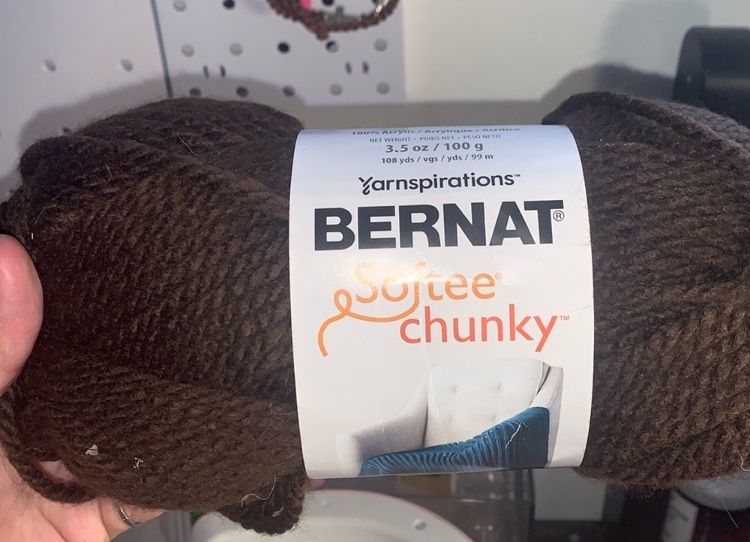 100% Acrylic / Acrylique / Acrílico
NET WEIGHT • POIDS NET • PESO NETO
3.5 oz / 100 g
108 yds / vgs / yds / 99 m
Yarnspirations™
BERNAT®
Softee®
chunky™